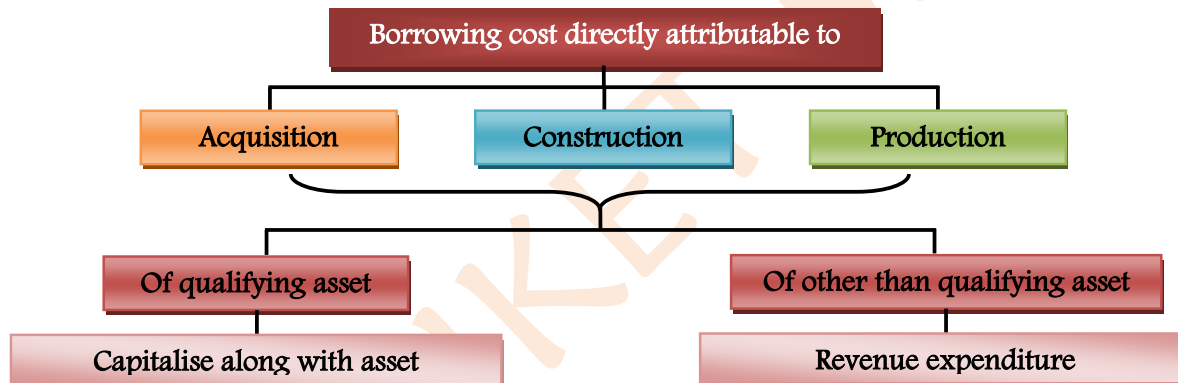 Borrowing cost directly attributable to
Acquisition
Construction
Production
Of qualifying asset
Of other than qualifying asset
Capitalise along with asset
Revenue expenditure